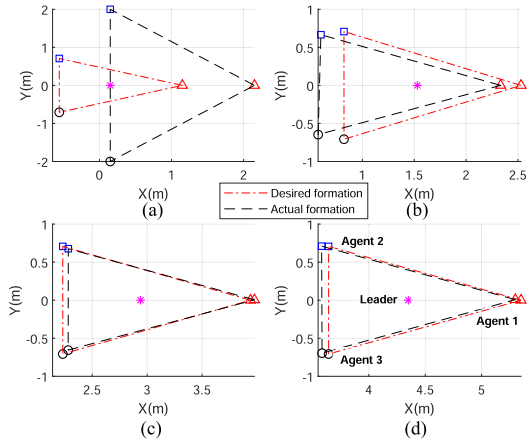 2
1
0
-1
-2
Y(m)
0
1
2
X(m)
(a)
1
0.5
0
-0.5
-1
Y(m)
1
1.5
2
2.5
X(m)
(b)
Desired formation
Actual formation
1
0.5
0
-0.5
-1
Y(m)
2.5
3
3.5
X(m)
(c)
1
0.5
0
-0.5
-1
Y(m)
Agent 2
Leader
Agent 1
Agent 3
4
4.5
5
X(m)
(d)